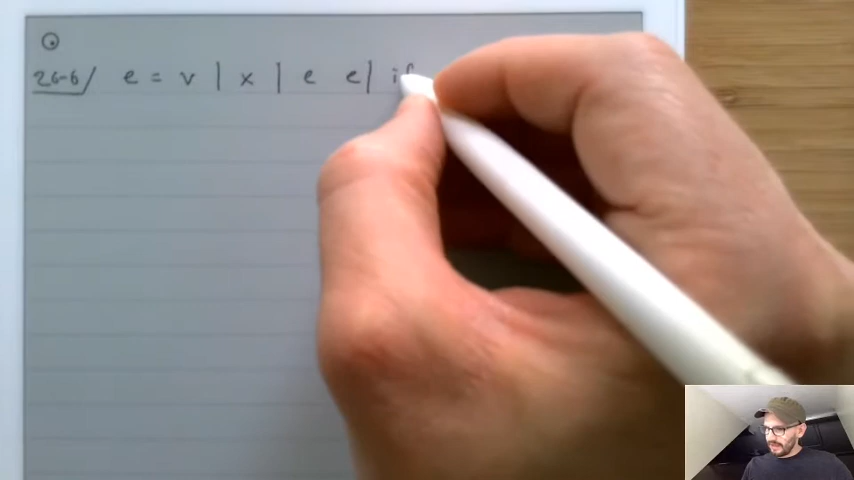 26-6/ e = v | x | e e | if